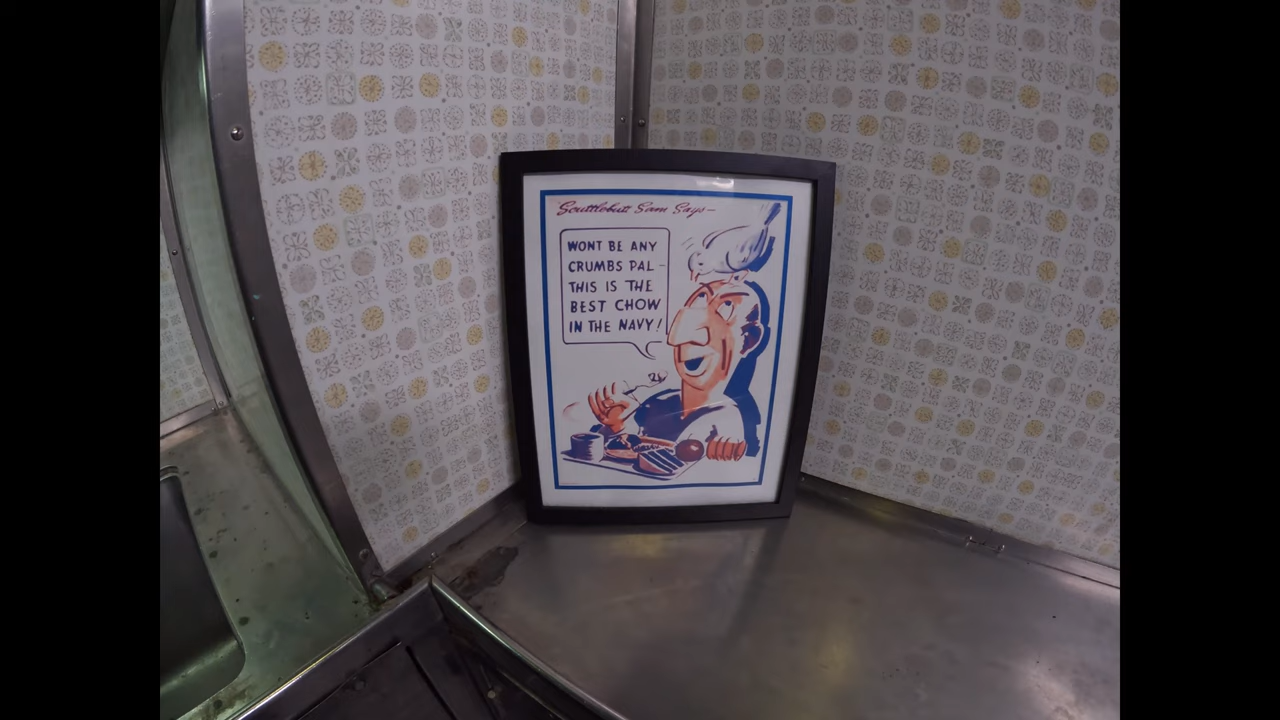 Scuttlebutt Sam Says—
WONT BE ANY
CRUMBS PAL -
THIS IS THE
BEST CHOW
IN THE NAVY!